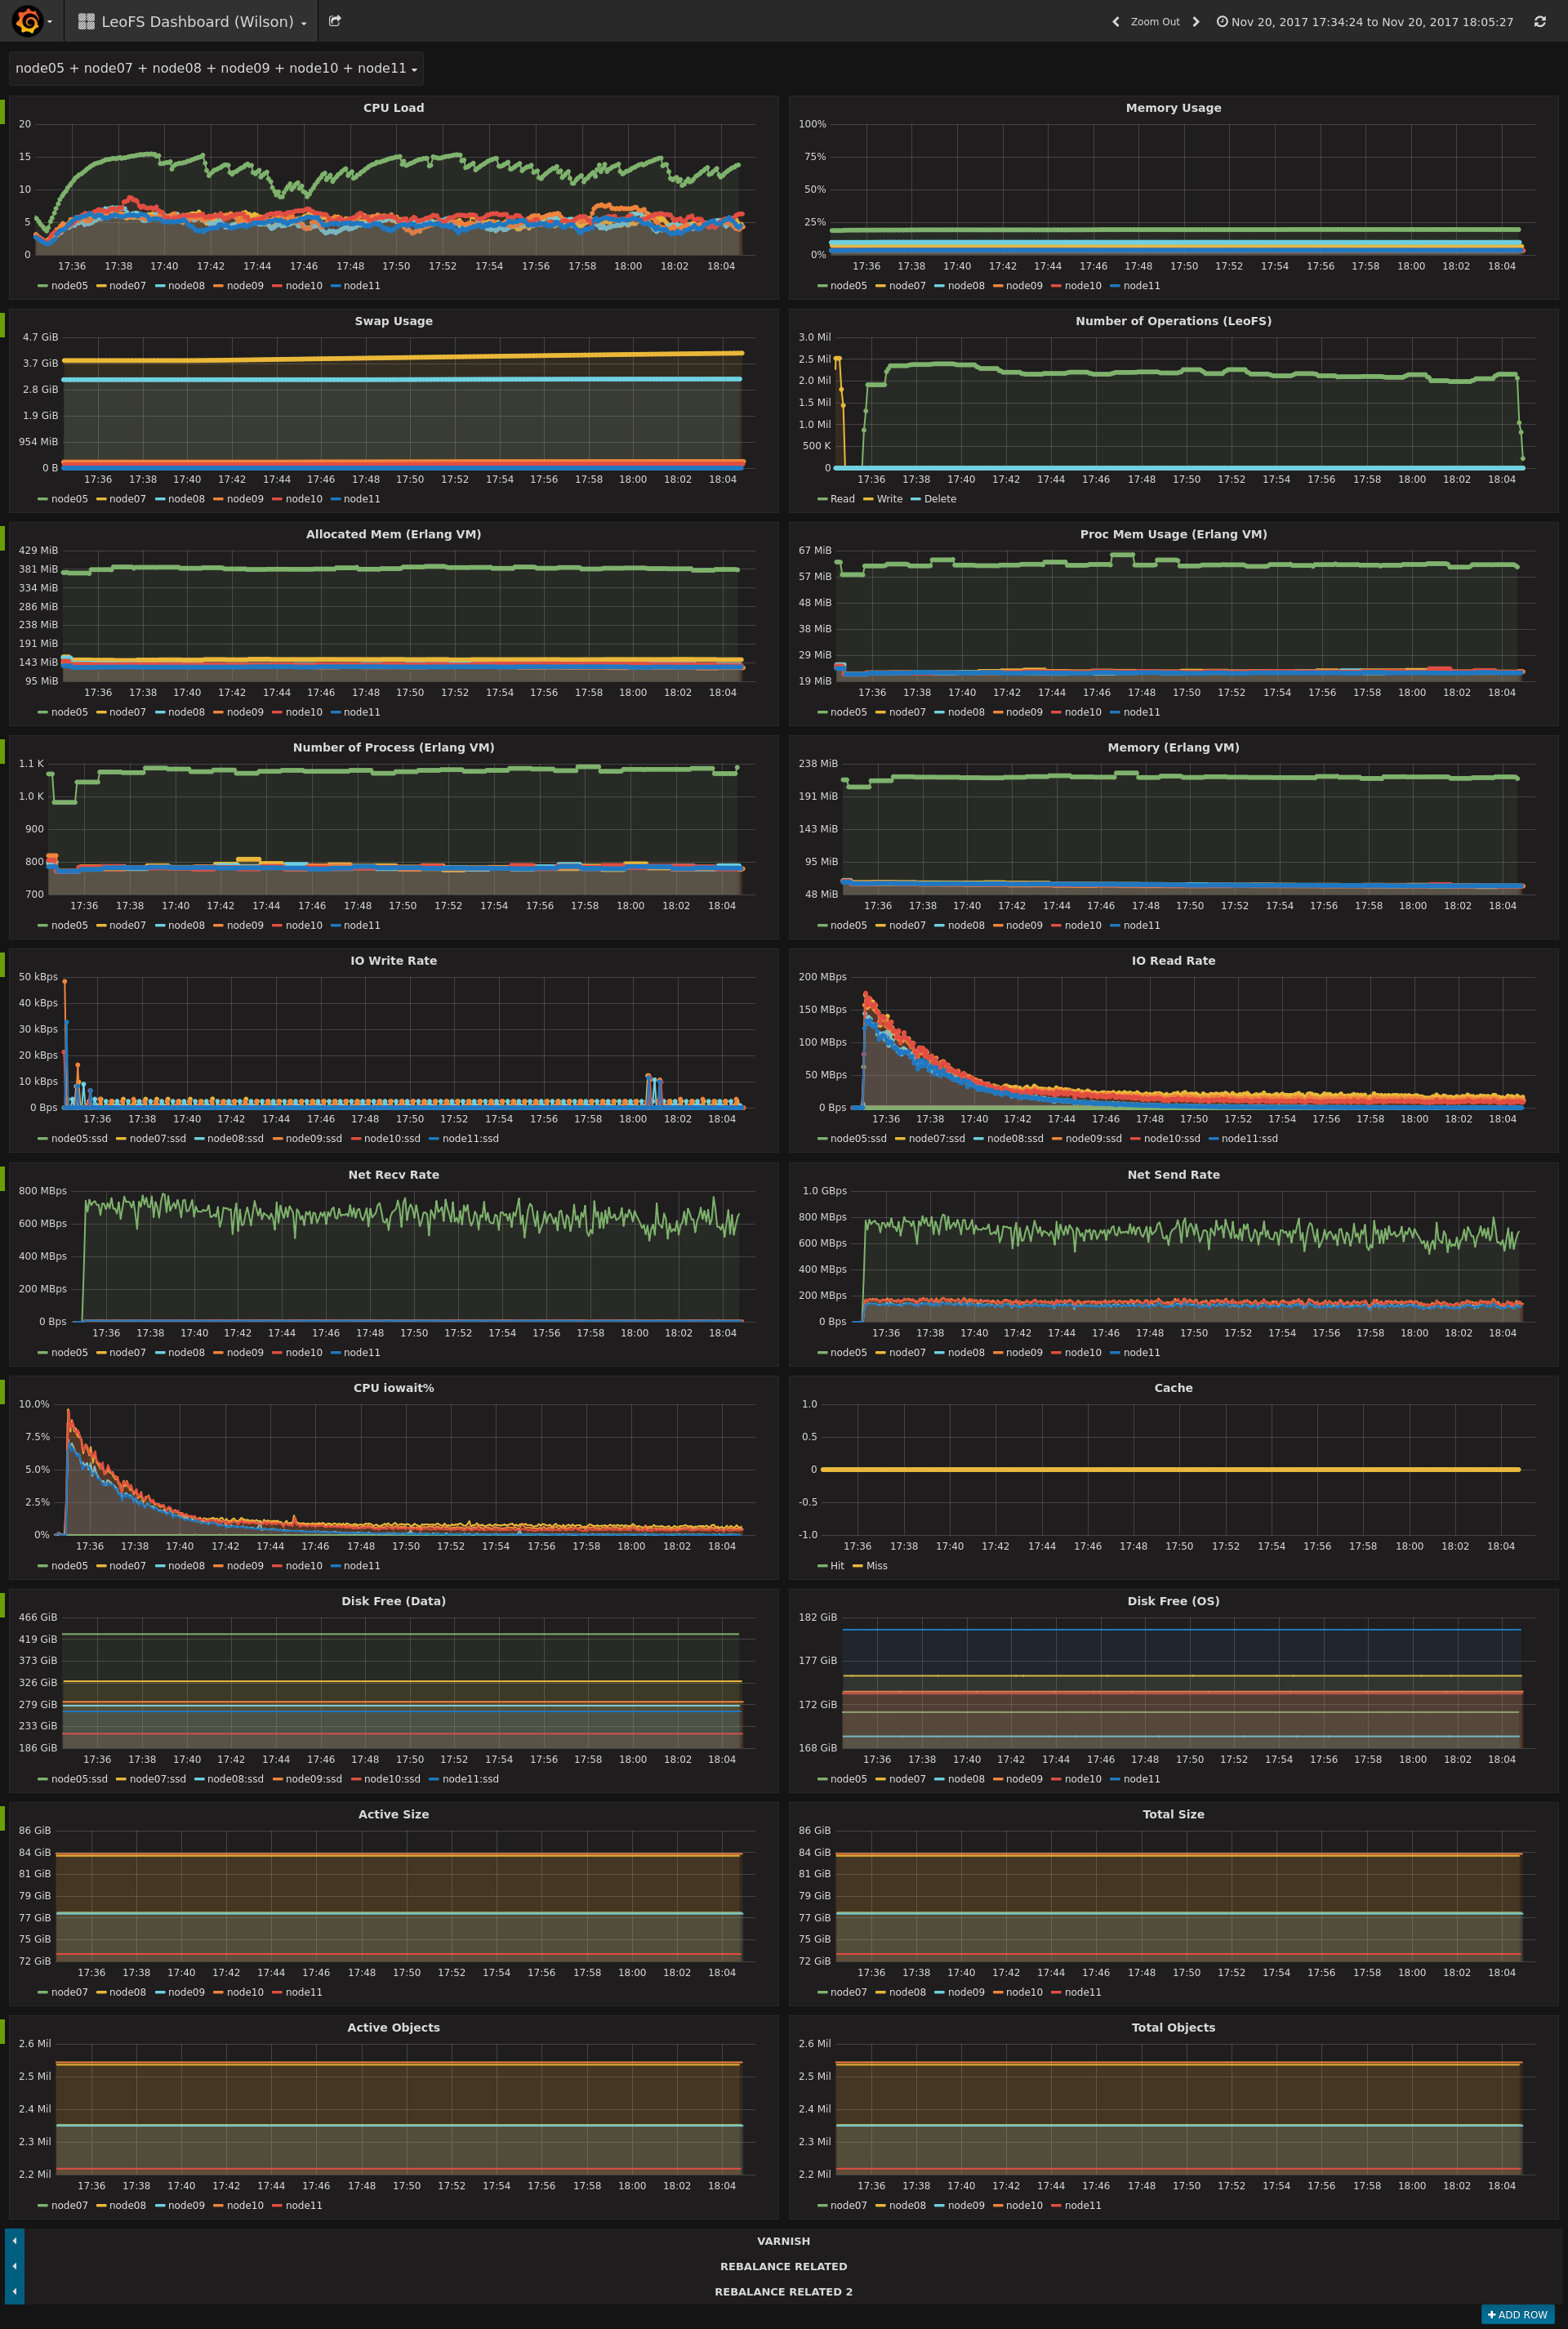 LeoFS Dashboard (Wilson)
Zoom Out
Nov 20, 2017 17:34:24 to Nov 20, 2017 18:05:27
node05 + node07 + node08 + node09 + node10 + node11
CPU Load
20
15
10
5
0
17:36 17:38 17:40 17:42 17:44 17:46 17:48 17:50 17:52 17:54 17:56 17:58 18:00 18:02 18:04
node05 node07 node08 node09 node10 node11
Memory Usage
100%
75%
50%
25%
0%
17:36 17:38 17:40 17:42 17:44 17:46 17:48 17:50 17:52 17:54 17:56 17:58 18:00 18:02 18:04
node05 node07 node08 node09 node10 node11
Swap Usage
4.7 GiB
3.7 GiB
2.8 GiB
1.9 GiB
954 MiB
0 B
17:36 17:38 17:40 17:42 17:44 17:46 17:48 17:50 17:52 17:54 17:56 17:58 18:00 18:02 18:04
node05 node07 node08 node09 node10 node11
Number of Operations (LeoFS)
3.0 Mil
2.5 Mil
2.0 Mil
1.5 Mil
1.0 Mil
500 K
0
17:36 17:38 17:40 17:42 17:44 17:46 17:48 17:50 17:52 17:54 17:56 17:58 18:00 18:02 18:04
Read Write Delete
Allocated Mem (Erlang VM)
429 MiB
381 MiB
334 MiB
286 MiB
238 MiB
191 MiB
143 MiB
95 MiB
17:36 17:38 17:40 17:42 17:44 17:46 17:48 17:50 17:52 17:54 17:56 17:58 18:00 18:02 18:04
node05 node07 node08 node09 node10 node11
Proc Mem Usage (Erlang VM)
67 MiB
57 MiB
48 MiB
38 MiB
29 MiB
19 MiB
17:36 17:38 17:40 17:42 17:44 17:46 17:48 17:50 17:52 17:54 17:56 17:58 18:00 18:02 18:04
node05 node07 node08 node09 node10 node11
Number of Process (Erlang VM)
1.1 K
1.0 K
900
800
700
17:36 17:38 17:40 17:42 17:44 17:46 17:48 17:50 17:52 17:54 17:56 17:58 18:00 18:02 18:04
node05 node07 node08 node09 node10 node11
Memory (Erlang VM)
238 MiB
191 MiB
143 MiB
95 MiB
48 MiB
17:36 17:38 17:40 17:42 17:44 17:46 17:48 17:50 17:52 17:54 17:56 17:58 18:00 18:02 18:04
node05 node07 node08 node09 node10 node11
IO Write Rate
50 kBps
40 kBps
30 kBps
20 kBps
10 kBps
0 Bps
17:36 17:38 17:40 17:42 17:44 17:46 17:48 17:50 17:52 17:54 17:56 17:58 18:00 18:02 18:04
node05:ssd node07:ssd node08:ssd node09:ssd node10:ssd node11:ssd
IO Read Rate
200 MBps
150 MBps
100 MBps
50 MBps
0 Bps
17:36 17:38 17:40 17:42 17:44 17:46 17:48 17:50 17:52 17:54 17:56 17:58 18:00 18:02 18:04
node05:ssd node07:ssd node08:ssd node09:ssd node10:ssd node11:ssd
Net Recv Rate
800 MBps
600 MBps
400 MBps
200 MBps
0 Bps
17:36 17:38 17:40 17:42 17:44 17:46 17:48 17:50 17:52 17:54 17:56 17:58 18:00 18:02 18:04
node05 node07 node08 node09 node10 node11
Net Send Rate
1.0 GBps
800 MBps
600 MBps
400 MBps
200 MBps
0 Bps
17:36 17:38 17:40 17:42 17:44 17:46 17:48 17:50 17:52 17:54 17:56 17:58 18:00 18:02 18:04
node05 node07 node08 node09 node10 node11
CPU iowait%
10.0%
7.5%
5.0%
2.5%
0%
17:36 17:38 17:40 17:42 17:44 17:46 17:48 17:50 17:52 17:54 17:56 17:58 18:00 18:02 18:04
node05 node07 node08 node09 node10 node11
Cache
1.0
0.5
0
-0.5
-1.0
17:36 17:38 17:40 17:42 17:44 17:46 17:48 17:50 17:52 17:54 17:56 17:58 18:00 18:02 18:04
Hit Miss
Disk Free (Data)
466 GiB
419 GiB
373 GiB
326 GiB
279 GiB
233 GiB
186 GiB
17:36 17:38 17:40 17:42 17:44 17:46 17:48 17:50 17:52 17:54 17:56 17:58 18:00 18:02 18:04
node05:ssd node07:ssd node08:ssd node09:ssd node10:ssd node11:ssd
Disk Free (OS)
182 GiB
177 GiB
172 GiB
168 GiB
17:36 17:38 17:40 17:42 17:44 17:46 17:48 17:50 17:52 17:54 17:56 17:58 18:00 18:02 18:04
node05 node07 node08 node09 node10 node11
Active Size
86 GiB
84 GiB
81 GiB
79 GiB
77 GiB
75 GiB
72 GiB
17:36 17:38 17:40 17:42 17:44 17:46 17:48 17:50 17:52 17:54 17:56 17:58 18:00 18:02 18:04
node07 node08 node09 node10 node11
Total Size
86 GiB
84 GiB
81 GiB
79 GiB
77 GiB
75 GiB
72 GiB
17:36 17:38 17:40 17:42 17:44 17:46 17:48 17:50 17:52 17:54 17:56 17:58 18:00 18:02 18:04
node07 node08 node09 node10 node11
Active Objects
2.6 Mil
2.5 Mil
2.4 Mil
2.3 Mil
2.2 Mil
17:36 17:38 17:40 17:42 17:44 17:46 17:48 17:50 17:52 17:54 17:56 17:58 18:00 18:02 18:04
node07 node08 node09 node10 node11
Total Objects
2.6 Mil
2.5 Mil
2.4 Mil
2.3 Mil
2.2 Mil
17:36 17:38 17:40 17:42 17:44 17:46 17:48 17:50 17:52 17:54 17:56 17:58 18:00 18:02 18:04
node07 node08 node09 node10 node11
VARNISH
REBALANCE RELATED
REBALANCE RELATED 2
ADD ROW